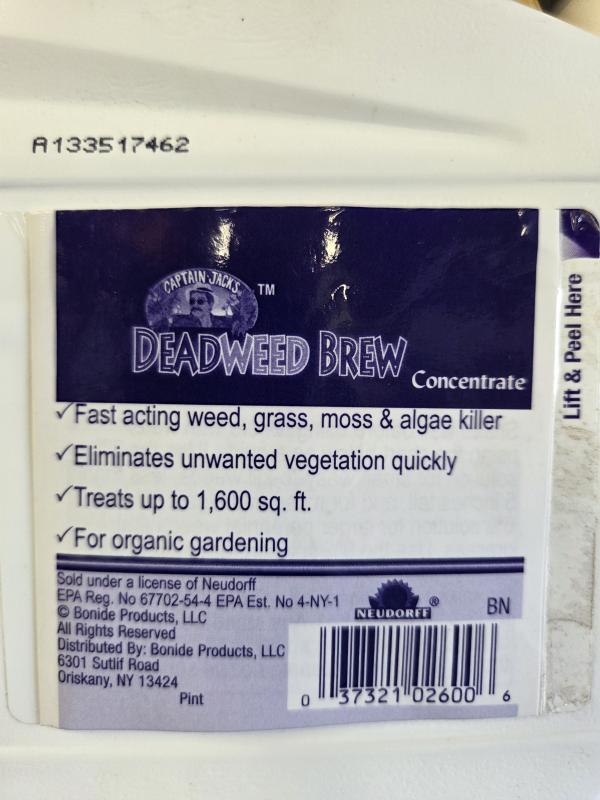 A133517462
CAPTAIN JACK'S
TM
DEADWEED BREW
Concentrate
✓Fast acting weed, grass, moss & algae killer
✓Eliminates unwanted vegetation quickly
✓Treats up to 1,600 sq. ft.
✓For organic gardening
Lift & Peel Here
Sold under a license of Neudorff
EPA Reg. No 67702-54-4 EPA Est. No 4-NY-1
© Bonide Products, LLC
All Rights Reserved
Distributed By: Bonide Products, LLC
6301 Sutlif Road
Oriskany, NY 13424
Pint
NEUDORFF®
BN
0 37321 02600 6